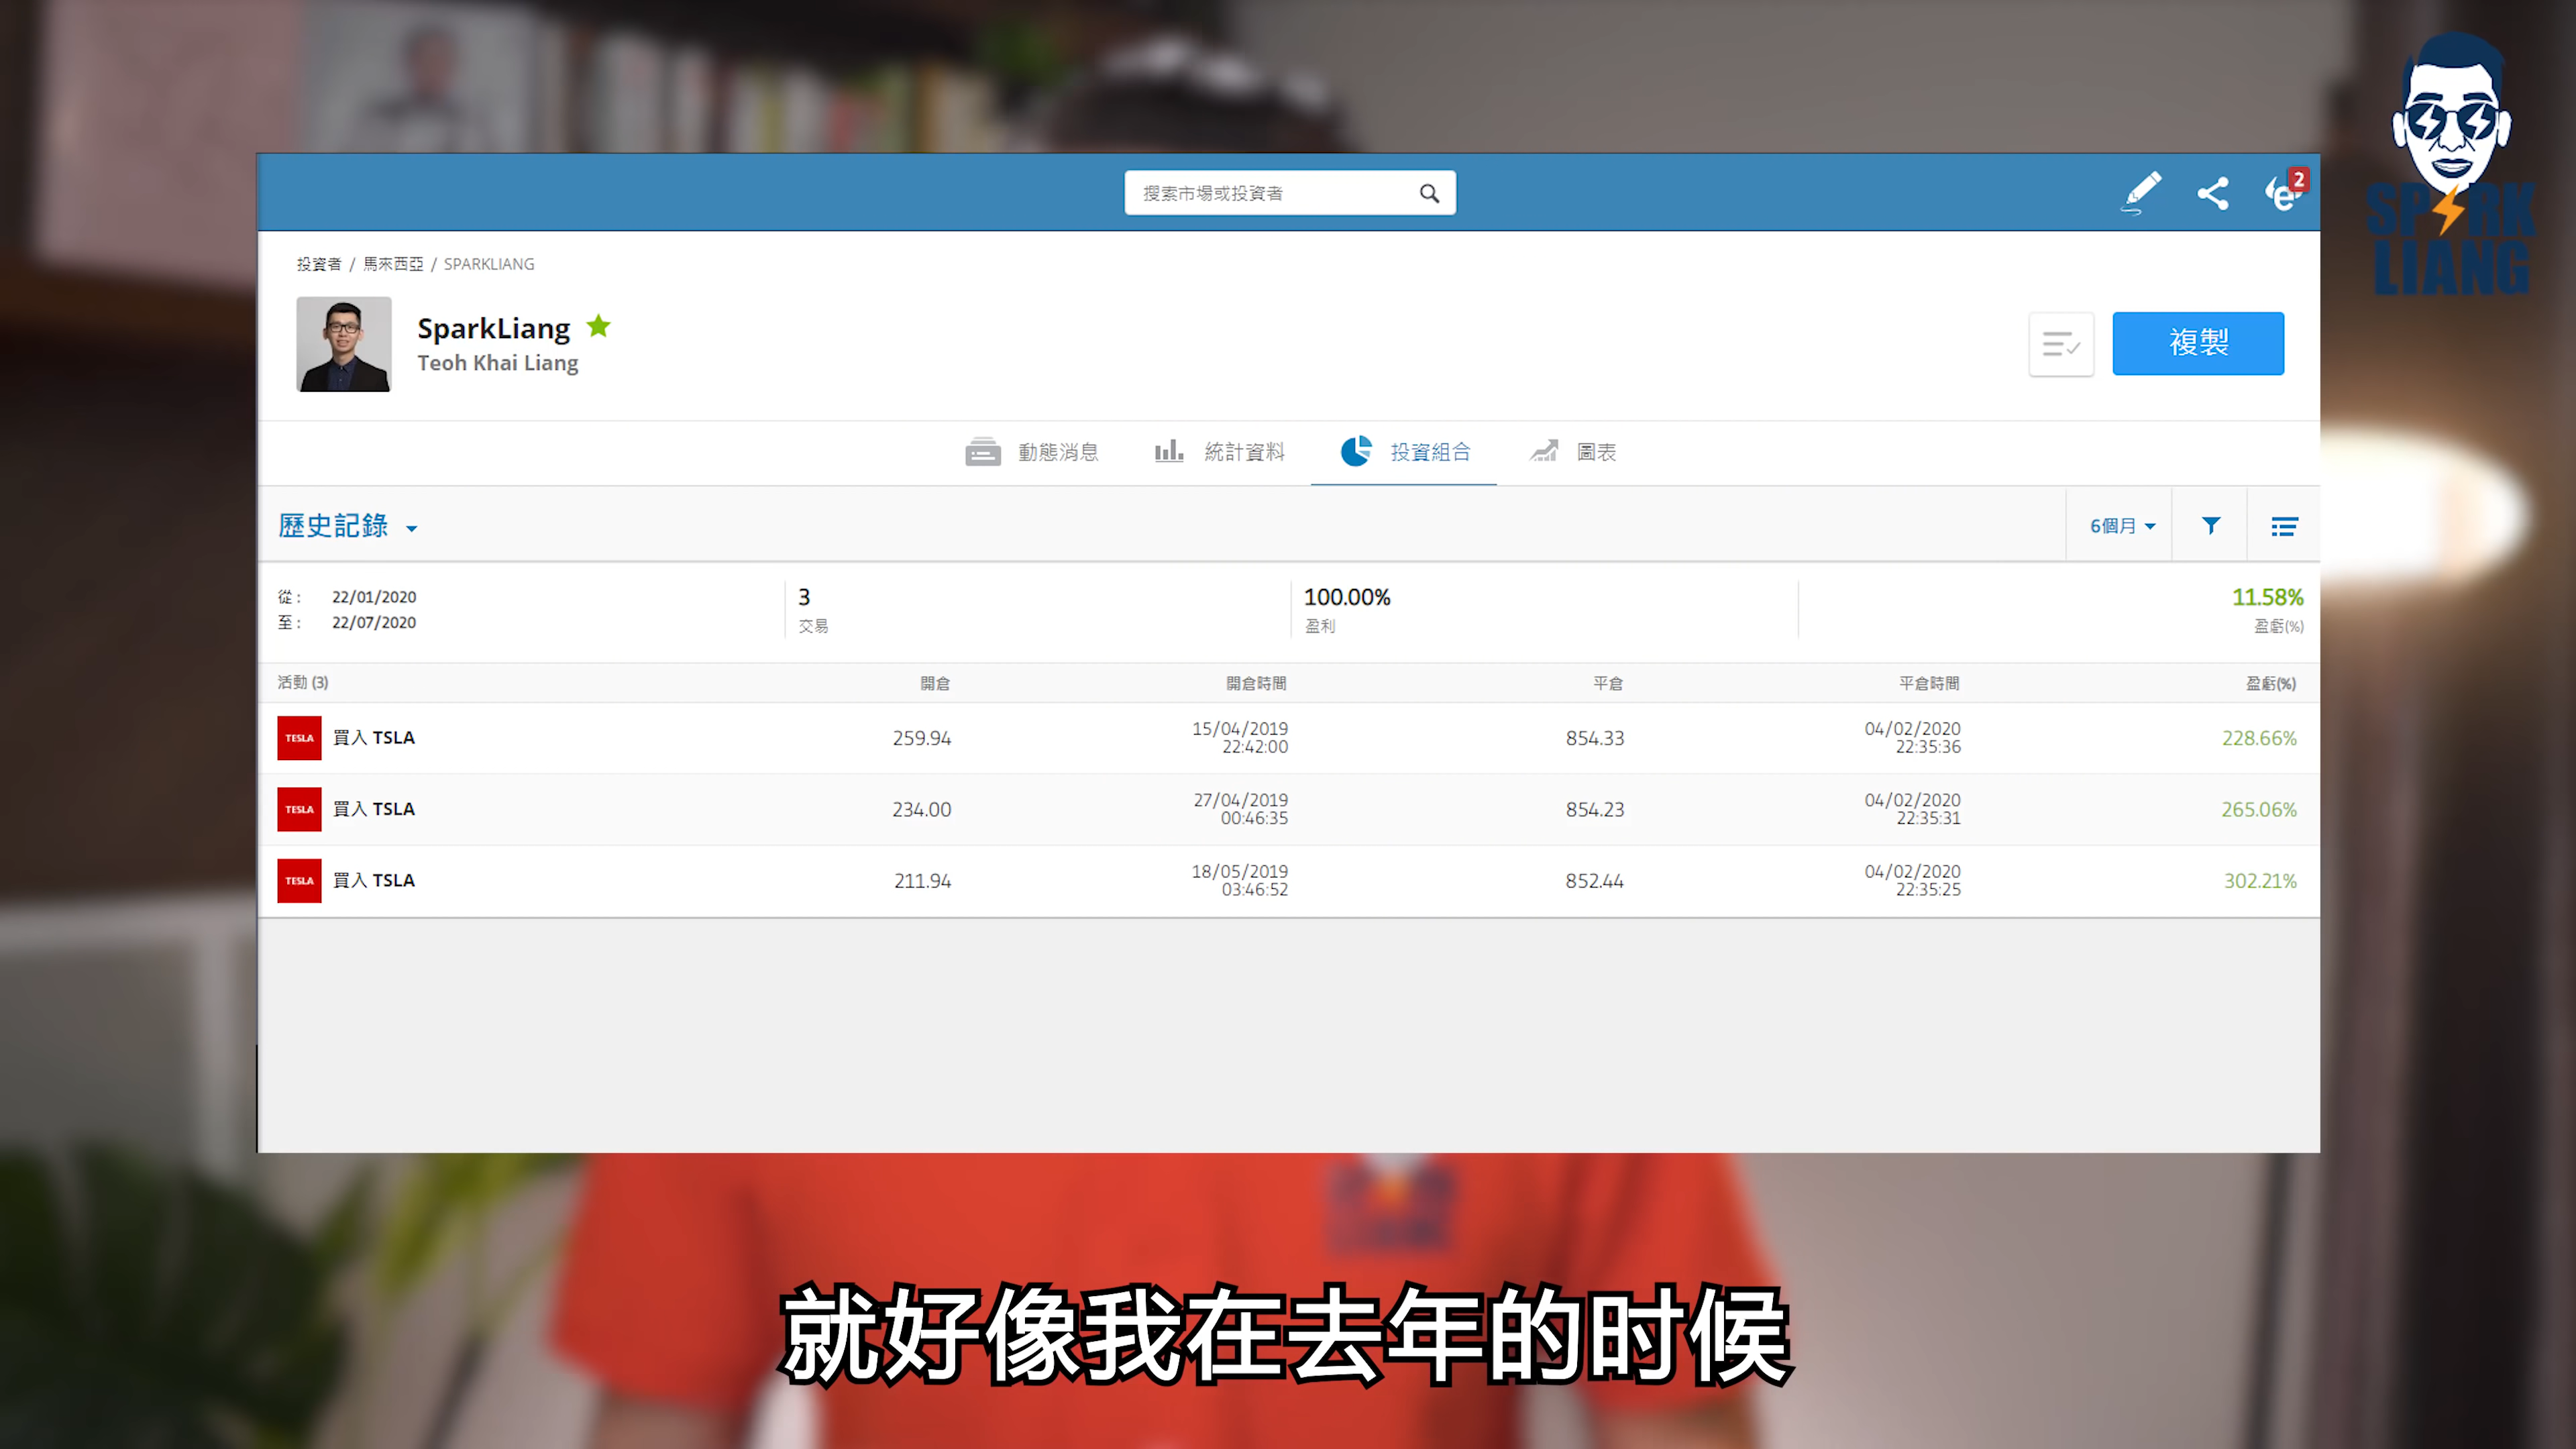 搜索市場或投資者
2
SPARK
LIANG
投資者 / 馬來西亞 / SPARKLIANG
SparkLiang
Teoh Khai Liang
複製
動態消息 統計資料 投資組合 圖表
歷史記錄 6個月
從: 22/01/2020
至: 22/07/2020
3
交易
100.00%
盈利
11.58%
盈虧(%)
活動 (3) 開倉 開倉時間 平倉 平倉時間 盈虧(%)
TESLA 買入 TSLA 259.94 15/04/2019 22:42:00 854.33 04/02/2020 22:35:36 228.66%
TESLA 買入 TSLA 234.00 27/04/2019 00:46:35 854.23 04/02/2020 22:35:31 265.06%
TESLA 買入 TSLA 211.94 18/05/2019 03:46:52 852.44 04/02/2020 22:35:25 302.21%
就好像我在去年的时候